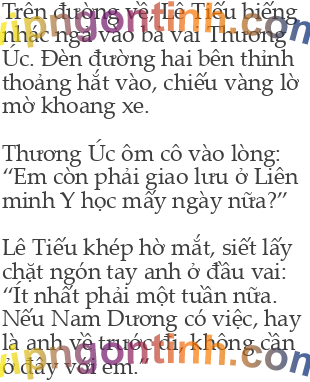 Trên đường về, Lê Tiếu biếng
nhác ngả vào bả vai Thương
Úc. Đèn đường hai bên thỉnh
thoảng hắt vào, chiếu vàng lờ
mờ khoang xe.
Thương Úc ôm cô vào lòng:
“Em còn phải giao lưu ở Liên
minh Y học mấy ngày nữa?”
Lê Tiếu khép hờ mắt, siết lấy
chặt ngón tay anh ở đầu vai:
“Ít nhất phải một tuần nữa.
Nếu Nam Dương có việc, hay
là anh về trước đi, không cần
ở đây với em.”
vipngontinh.com
vipngontinh.com